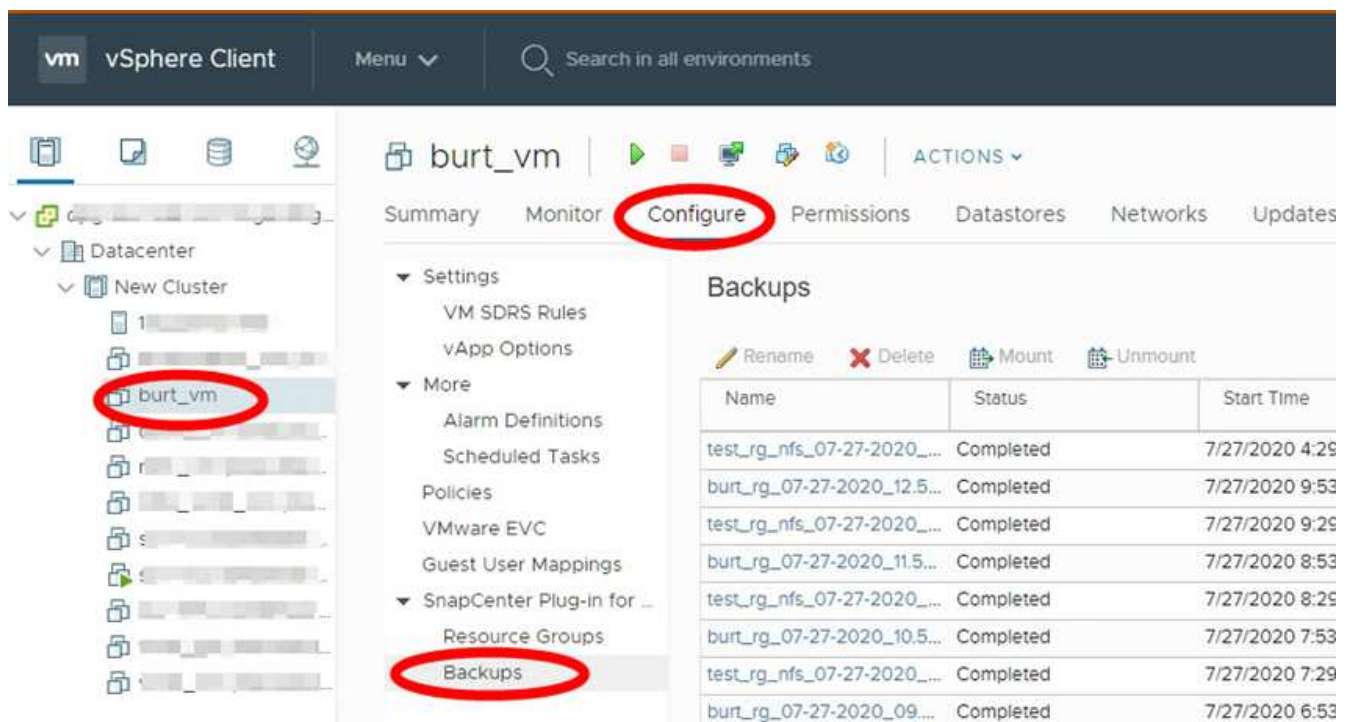 vm vSphere Client Menu Search in all environments
burt_vm ACTIONS
Summary Monitor Configure Permissions Datastores Networks Updates
Datacenter
New Cluster
burt_vm
Settings
VM SDRS Rules
vApp Options
More
Alarm Definitions
Scheduled Tasks
Policies
VMware EVC
Guest User Mappings
SnapCenter Plug-in for ...
Resource Groups
Backups
Backups
Rename Delete Mount Unmount
Name Status Start Time
test_rg_nfs_07-27-2020_... Completed 7/27/2020 4:29
burt_rg_07-27-2020_12.5... Completed 7/27/2020 9:53
test_rg_nfs_07-27-2020_... Completed 7/27/2020 9:29
burt_rg_07-27-2020_11.5... Completed 7/27/2020 8:53
test_rg_nfs_07-27-2020_... Completed 7/27/2020 8:29
burt_rg_07-27-2020_10.5... Completed 7/27/2020 7:53
test_rg_nfs_07-27-2020_... Completed 7/27/2020 7:29
burt_rg_07-27-2020_09.... Completed 7/27/2020 6:53